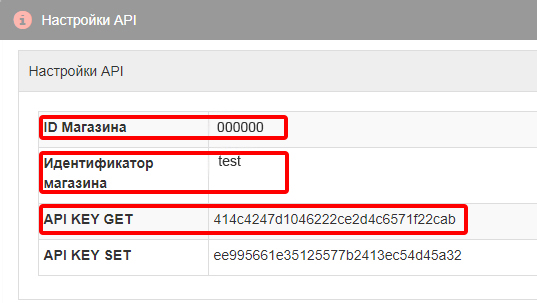 Настройки API
Настройки API
ID Магазина 000000
Идентификатор test
магазина
API KEY GET 414c4247d1046222ce2d4c6571f22cab
API KEY SET ee995661e35125577b2413ec54d45a32